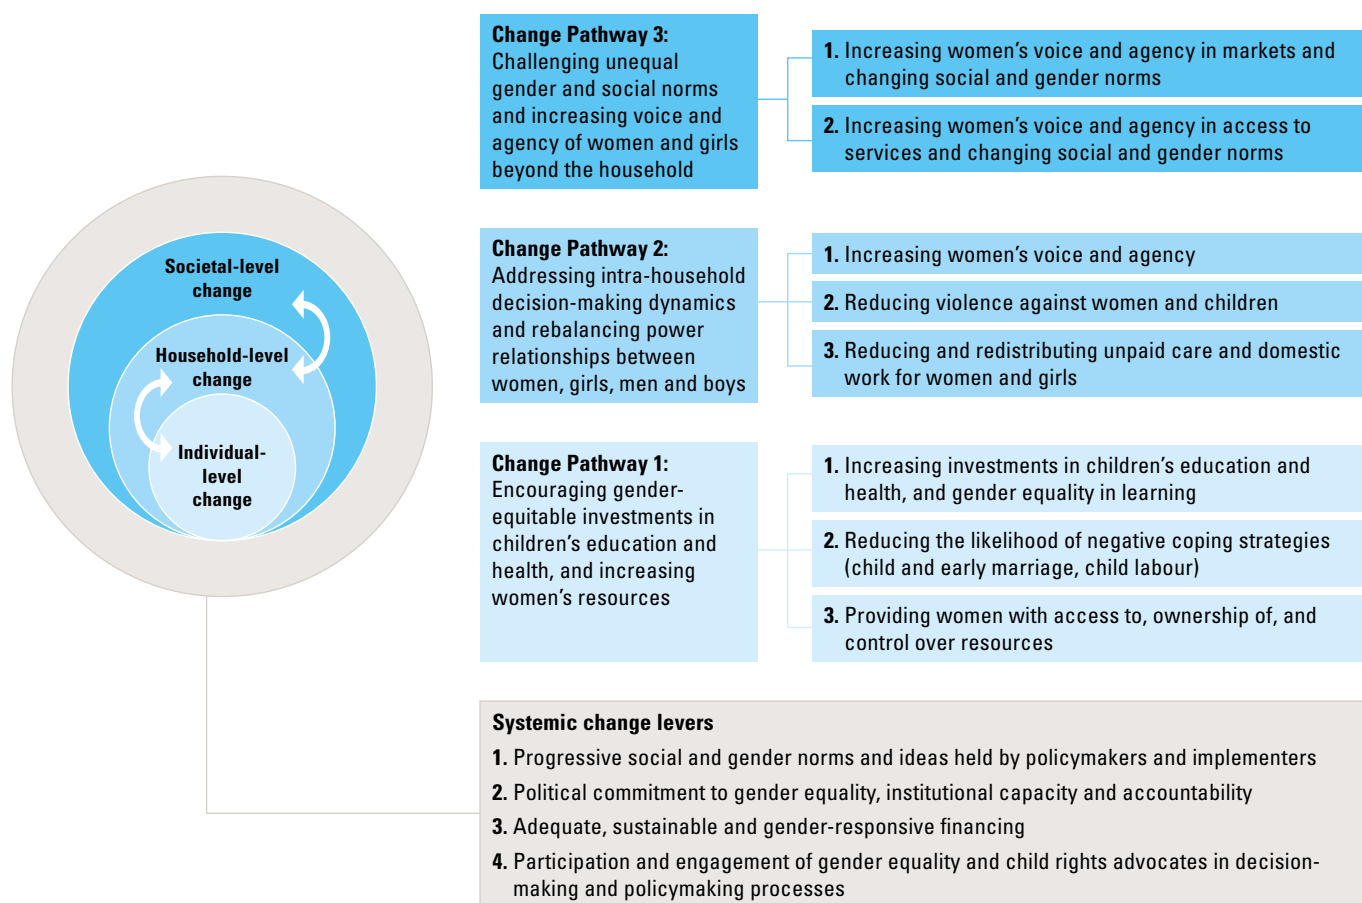 Societal-level
change
Household-level
change
Individual-
level
change
Change Pathway 3:
Challenging unequal
gender and social norms
and increasing voice and
agency of women and girls
beyond the household
1. Increasing women’s voice and agency in markets and
changing social and gender norms
2. Increasing women’s voice and agency in access to
services and changing social and gender norms
Change Pathway 2:
Addressing intra-household
decision-making dynamics
and rebalancing power
relationships between
women, girls, men and boys
1. Increasing women’s voice and agency
2. Reducing violence against women and children
3. Reducing and redistributing unpaid care and domestic
work for women and girls
Change Pathway 1:
Encouraging gender-
equitable investments in
children’s education and
health, and increasing
women’s resources
1. Increasing investments in children’s education and
health, and gender equality in learning
2. Reducing the likelihood of negative coping strategies
(child and early marriage, child labour)
3. Providing women with access to, ownership of, and
control over resources
Systemic change levers
1. Progressive social and gender norms and ideas held by policymakers and implementers
2. Political commitment to gender equality, institutional capacity and accountability
3. Adequate, sustainable and gender-responsive financing
4. Participation and engagement of gender equality and child rights advocates in decision-
making and policymaking processes